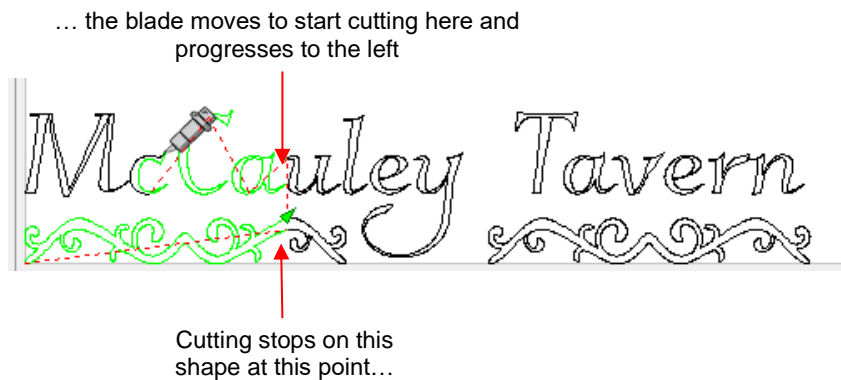 … the blade moves to start cutting here and
progresses to the left
McCauley Tavern
Cutting stops on this
shape at this point…